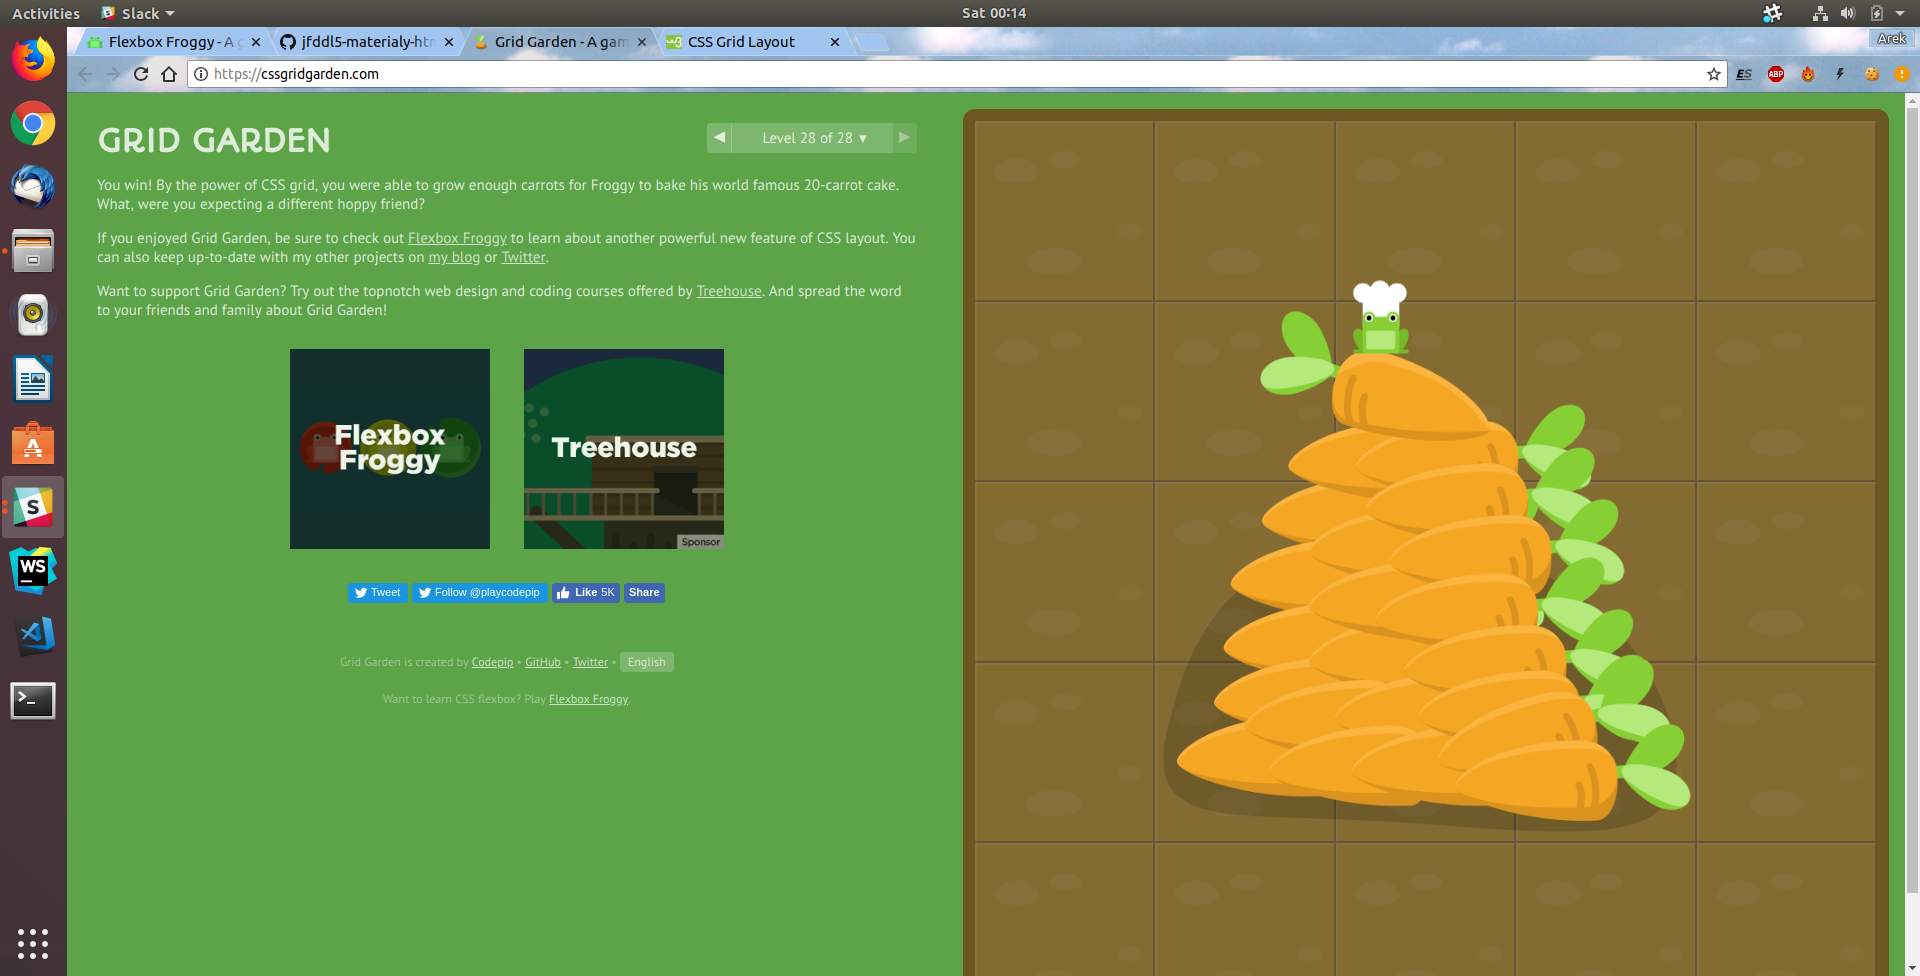 Activities
Slack
Sat 00:14
Flexbox Froggy - A g
jfddl5-materialy-htm
Grid Garden - A gam
CSS Grid Layout
Arek
https://cssgridgarden.com
ES
ABP
GRID GARDEN
Level 28 of 28 ▼
You win! By the power of CSS grid, you were able to grow enough carrots for Froggy to bake his world famous 20-carrot cake.
What, were you expecting a different hoppy friend?
If you enjoyed Grid Garden, be sure to check out Flexbox Froggy to learn about another powerful new feature of CSS layout. You
can also keep up-to-date with my other projects on my blog or Twitter.
Want to support Grid Garden? Try out the topnotch web design and coding courses offered by Treehouse. And spread the word
to your friends and family about Grid Garden!
Flexbox
Froggy
Treehouse
Sponsor
Tweet
Follow @playcodepip
Like 5K
Share
Grid Garden is created by Codepip • GitHub • Twitter • English
Want to learn CSS flexbox? Play Flexbox Froggy.
A
S
WS
>_